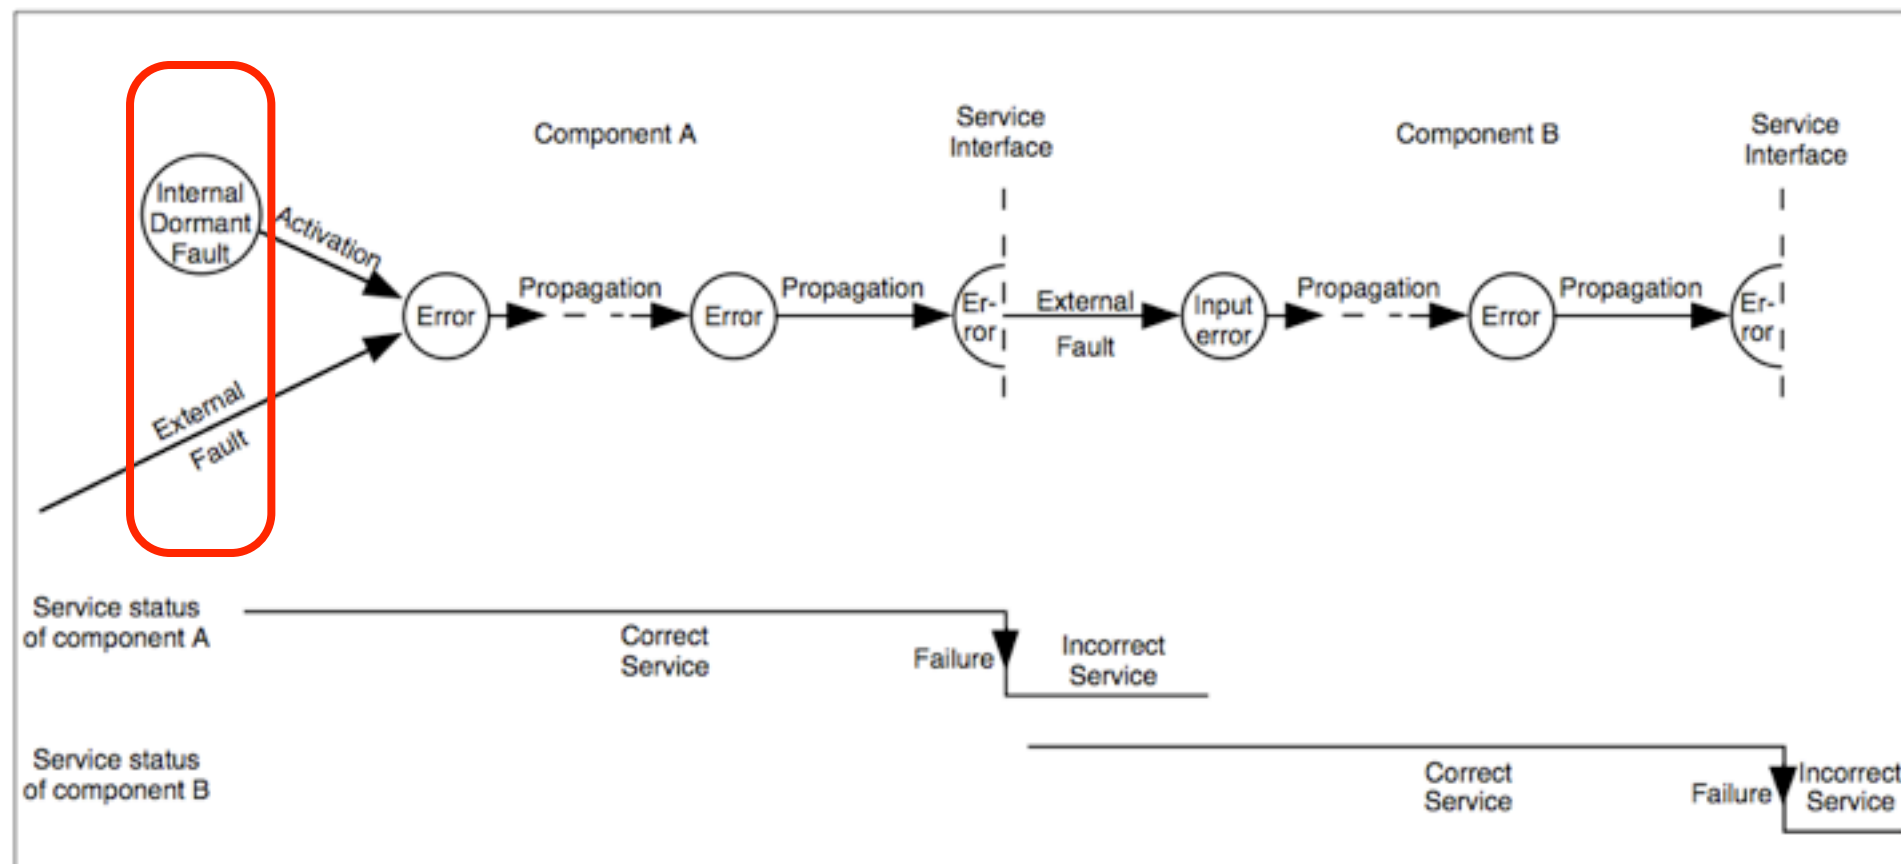 Component A
Service
Interface
Component B
Service
Interface
Internal
Dormant
Fault
Activation
Error
Propagation
Error
Propagation
Er-
ror
External
Fault
Input
error
Propagation
Error
Propagation
Er-
ror
External
Fault
Service status
of component A
Correct
Service
Failure
Incorrect
Service
Service status
of component B
Correct
Service
Failure
Incorrect
Service